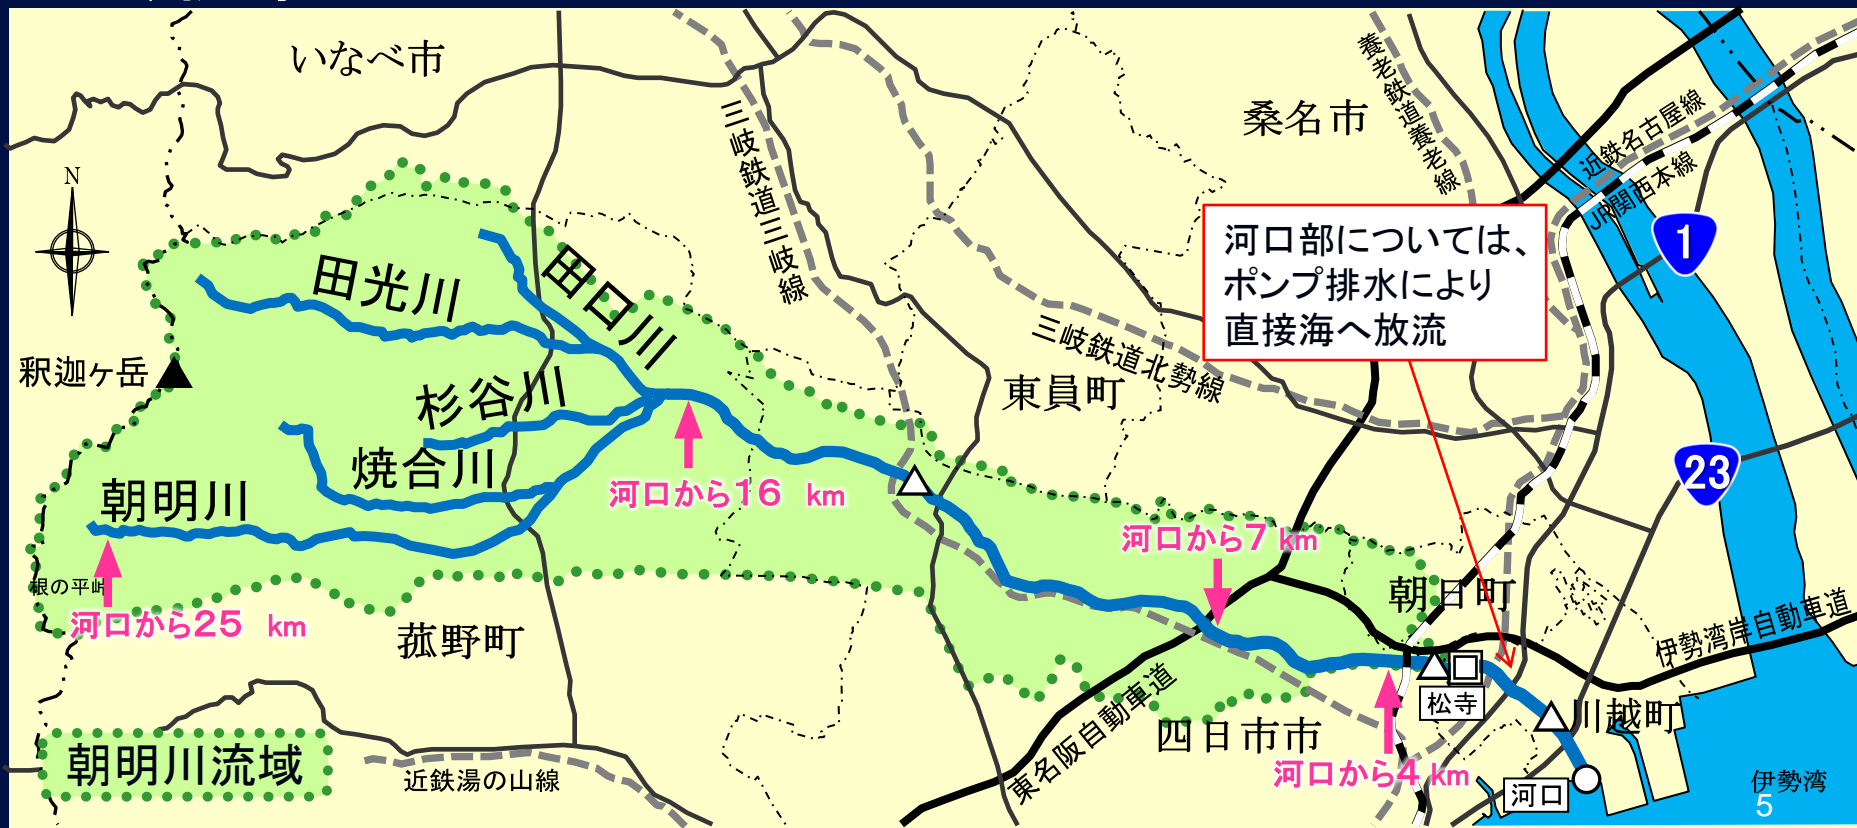 いなべ市
桑名市
養老鉄道養老線
近鉄名古屋線
JR関西本線
三岐鉄道三岐線
N
1
河口部については、
ポンプ排水により
直接海へ放流
田光川
田口川
釈迦ヶ岳
三岐鉄道北勢線
東員町
杉谷川
焼合川
23
朝明川
河口から16 km
河口から7 km
根の平峠
朝日町
河口から25 km
菰野町
伊勢湾岸自動車道
松寺
川越町
東名阪自動車道
四日市市
朝明川流域
近鉄湯の山線
河口から4 km
河口
伊勢湾
5